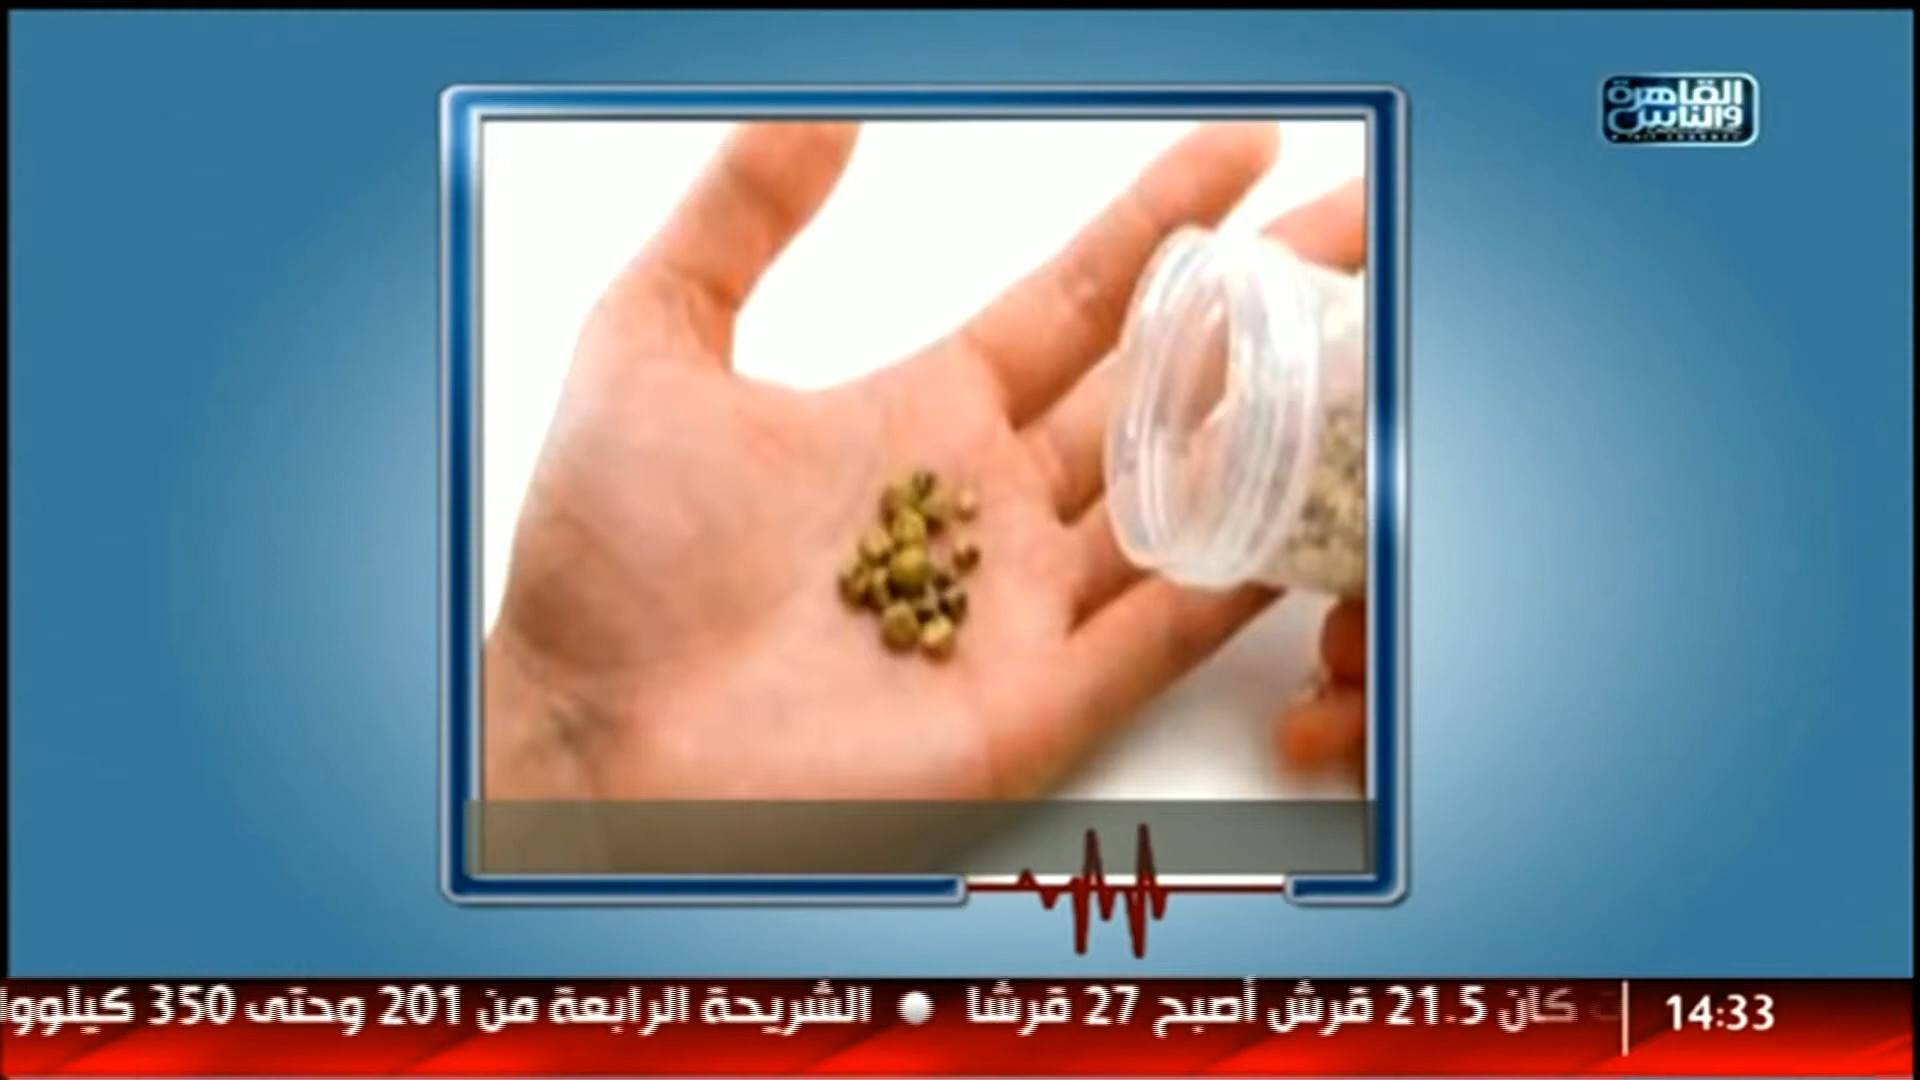 القاهرة
والناس
كان 21.5 قرش أصبح 27 قرشا ● الشريحة الرابعة من 201 وحتى 350
14:33